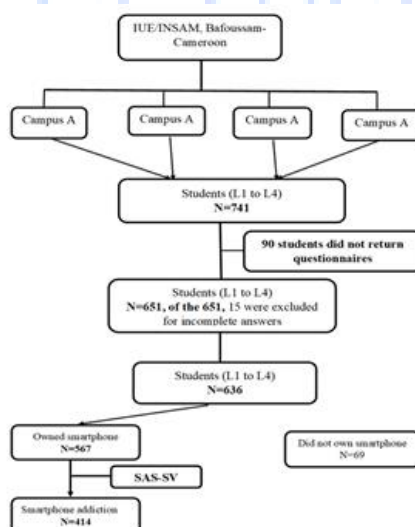 IUE/INSAM, Bafoussam-
Cameroon
Campus A
Campus A
Campus A
Campus A
Students (L1 to L4)
N=741
90 students did not return
questionnaires
Students (L1 to L4)
N=651, of the 651, 15 were excluded
for incomplete answers
Students (L1 to L4)
N=636
Owned smartphone
N=567
Did not own smartphone
N=69
SAS-SV
Smartphone addiction
N=414